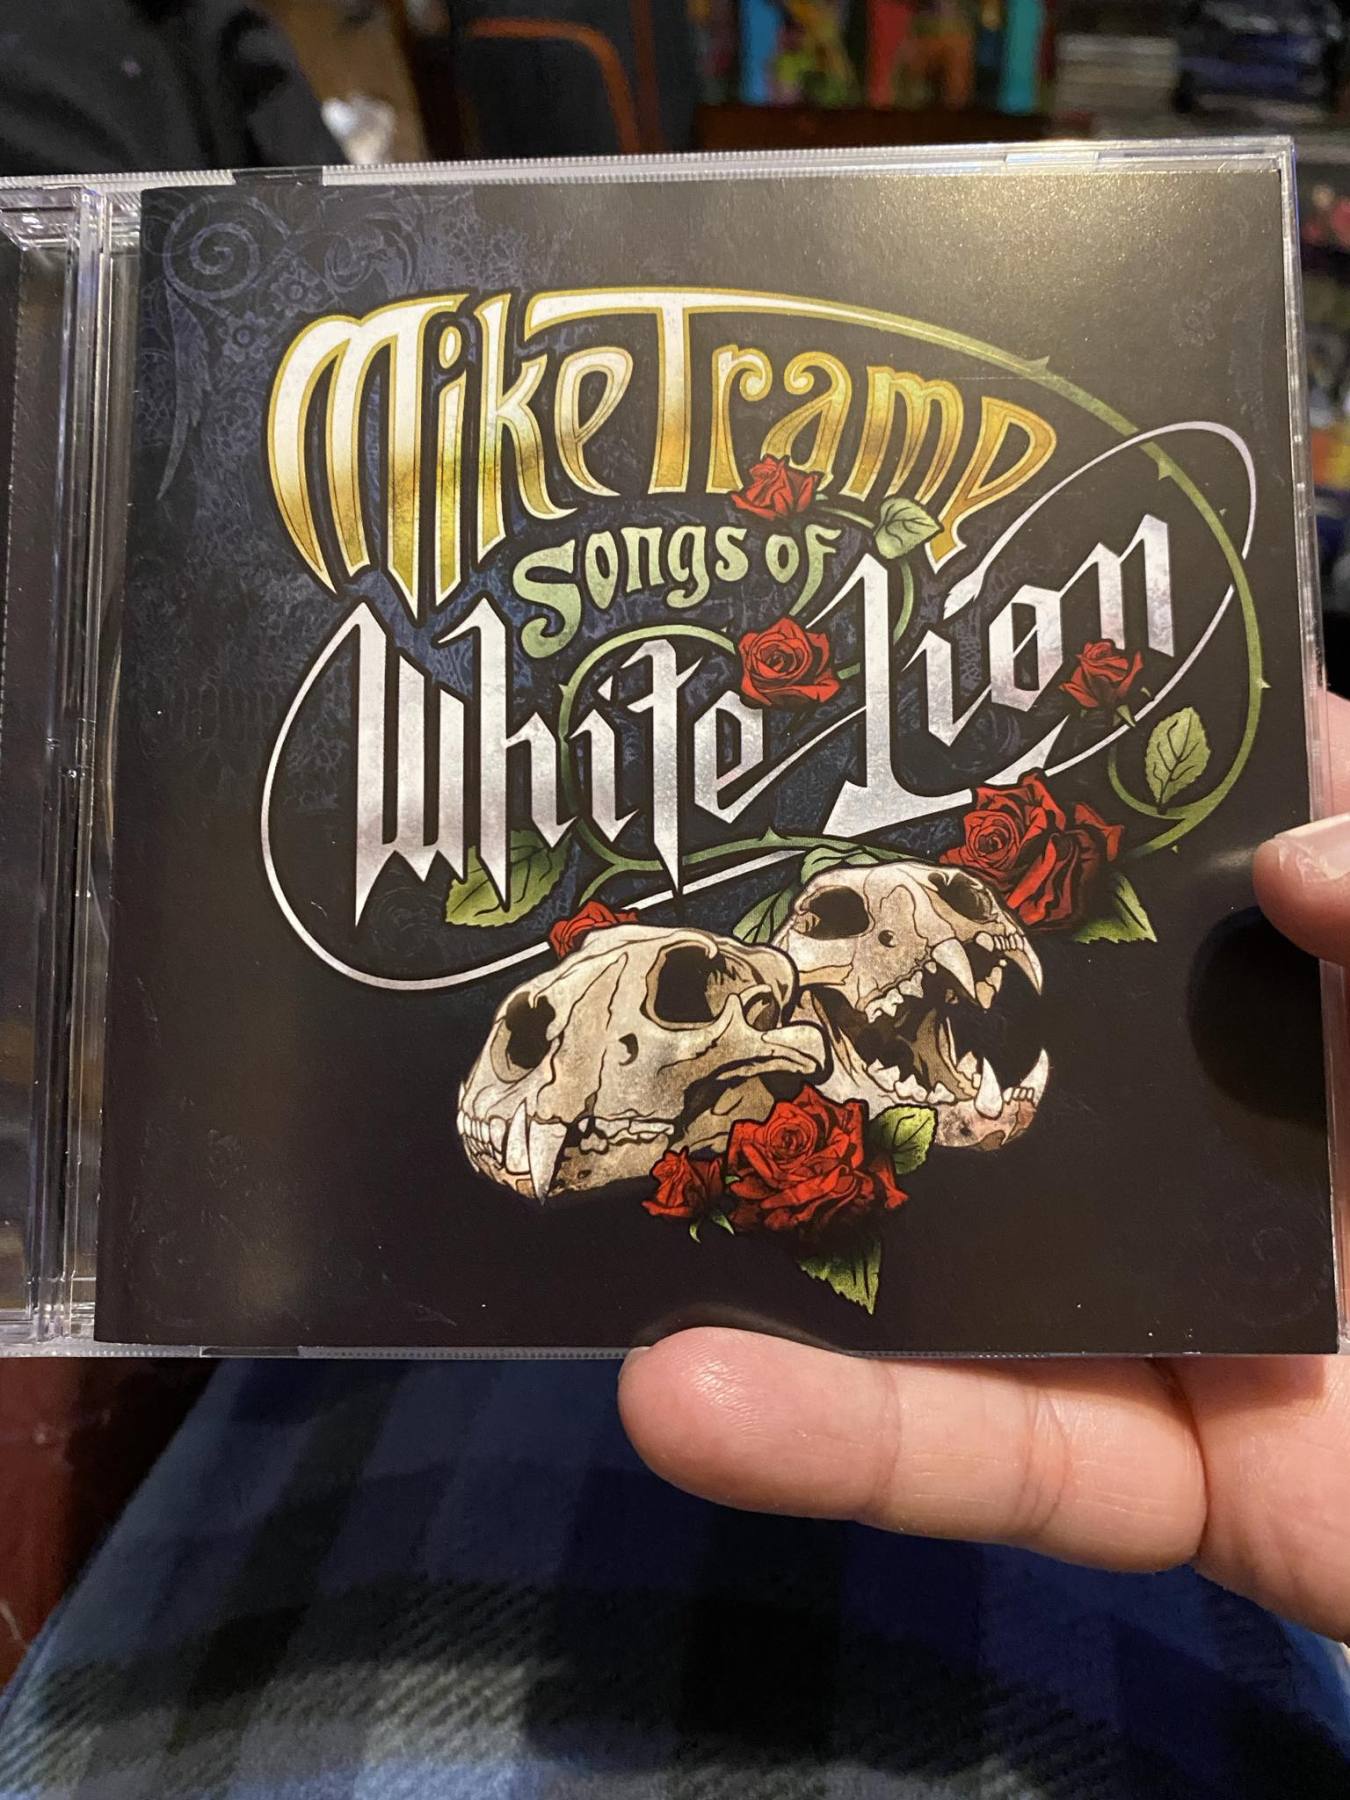 Mike Tramp
Songs of
White Lion